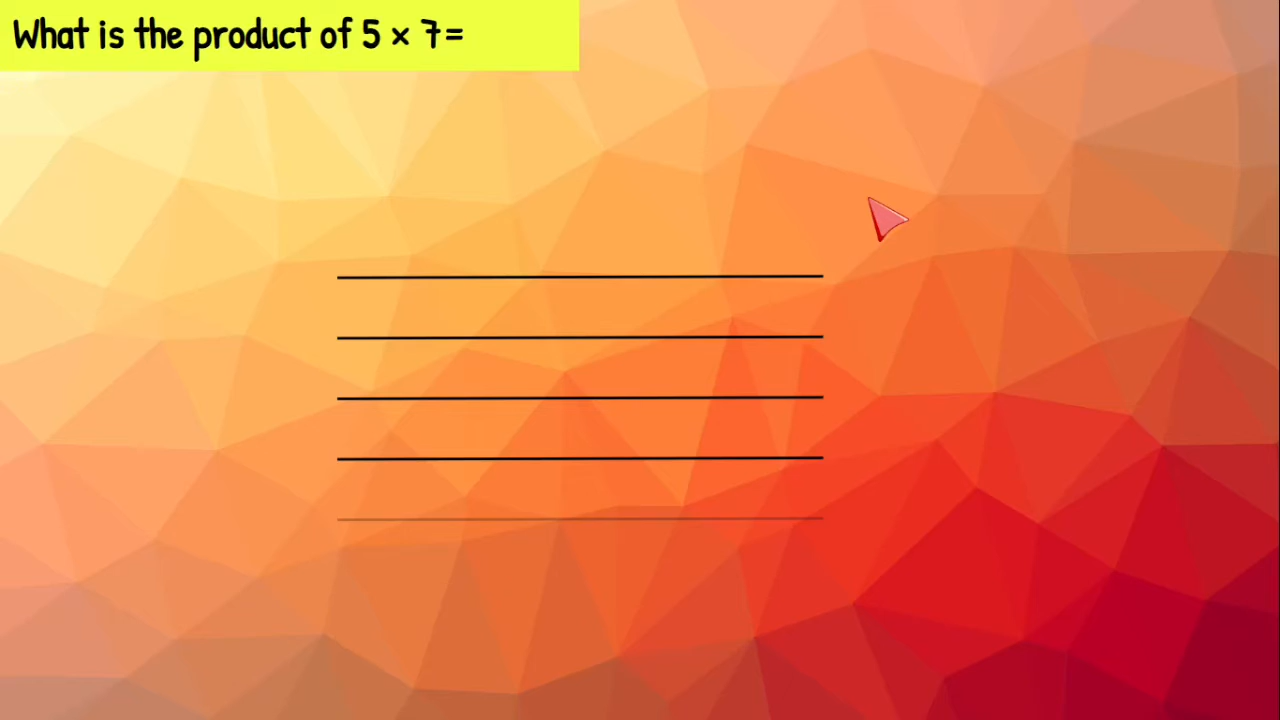 What is the product of 5 × 7=